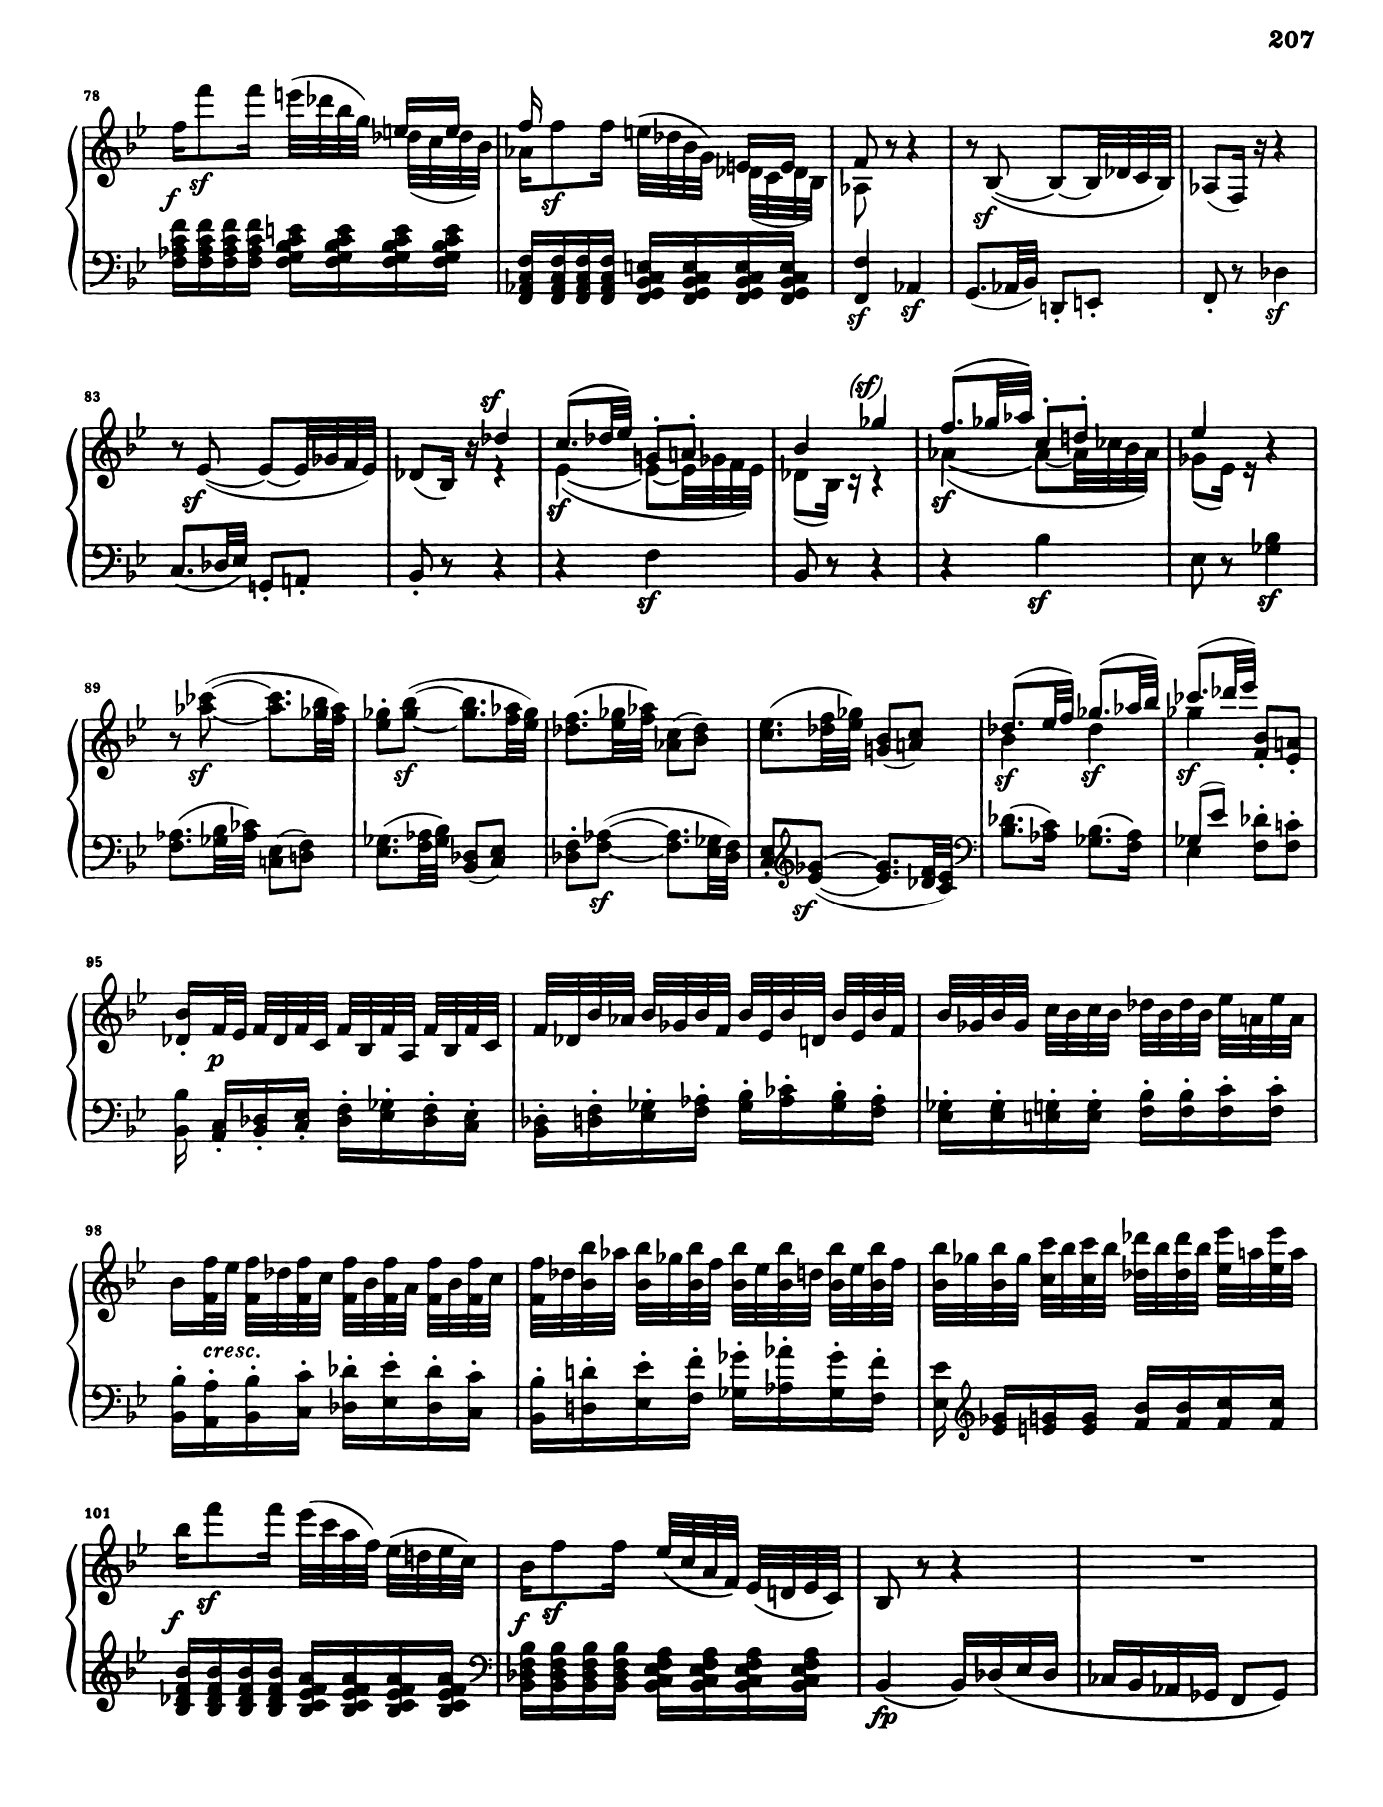 207
78
f sf sf
sf sf
sf sf
83
sf sf (sf)
sf sf
sf sf sf
89
sf sf sf sf sf
sf sf
95
p
98
cresc.
101
sf sf
f f
fp